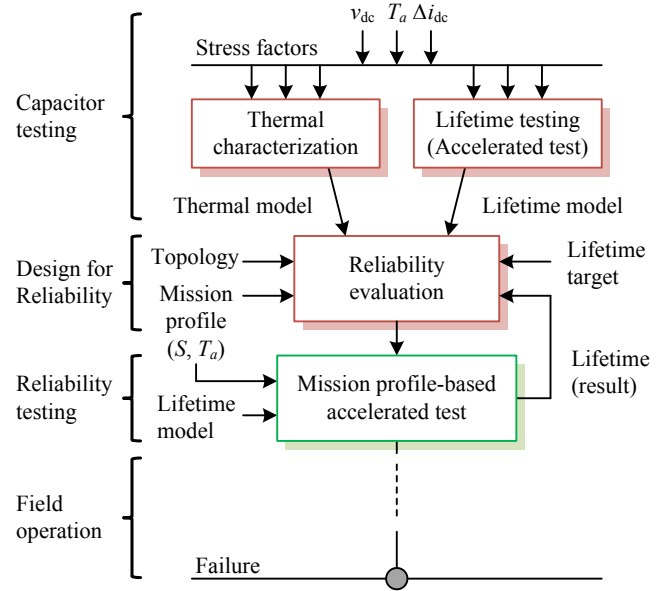 v_dc T_a Δi_dc
Stress factors
Capacitor
testing
Thermal
characterization
Lifetime testing
(Accelerated test)
Thermal model
Lifetime model
Design for
Reliability
Topology
Mission
profile
(S, T_a)
Reliability
evaluation
Lifetime
target
Reliability
testing
Lifetime
model
Mission profile-based
accelerated test
Lifetime
(result)
Field
operation
Failure